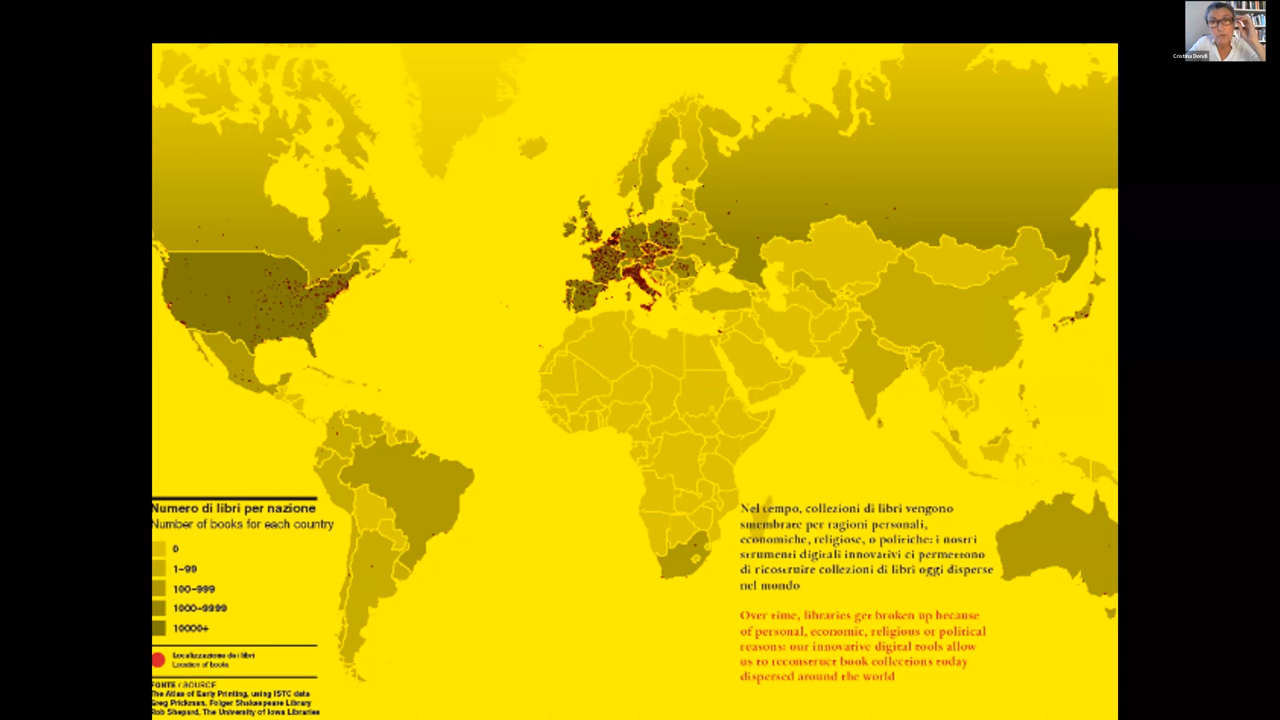 Cristina Dondi
Numero di libri per nazione
Number of books for each country
0
1–99
100–999
1000–9999
10000+
Localizzazione dei libri
Location of books
FONTE / SOURCE
The Atlas of Early Printing, using ISTC data
Greg Prickman, Folger Shakespeare Library
Rob Shepard, The University of Iowa Libraries
Nel tempo, collezioni di libri vengono
smembrate per ragioni personali,
economiche, religiose, o politiche: i nostri
strumenti digitali innovativi ci permettono
di ricostruire collezioni di libri oggi disperse
nel mondo
Over time, libraries get broken up because
of personal, economic, religious or political
reasons: our innovative digital tools allow
us to reconstruct book collections today
dispersed around the world